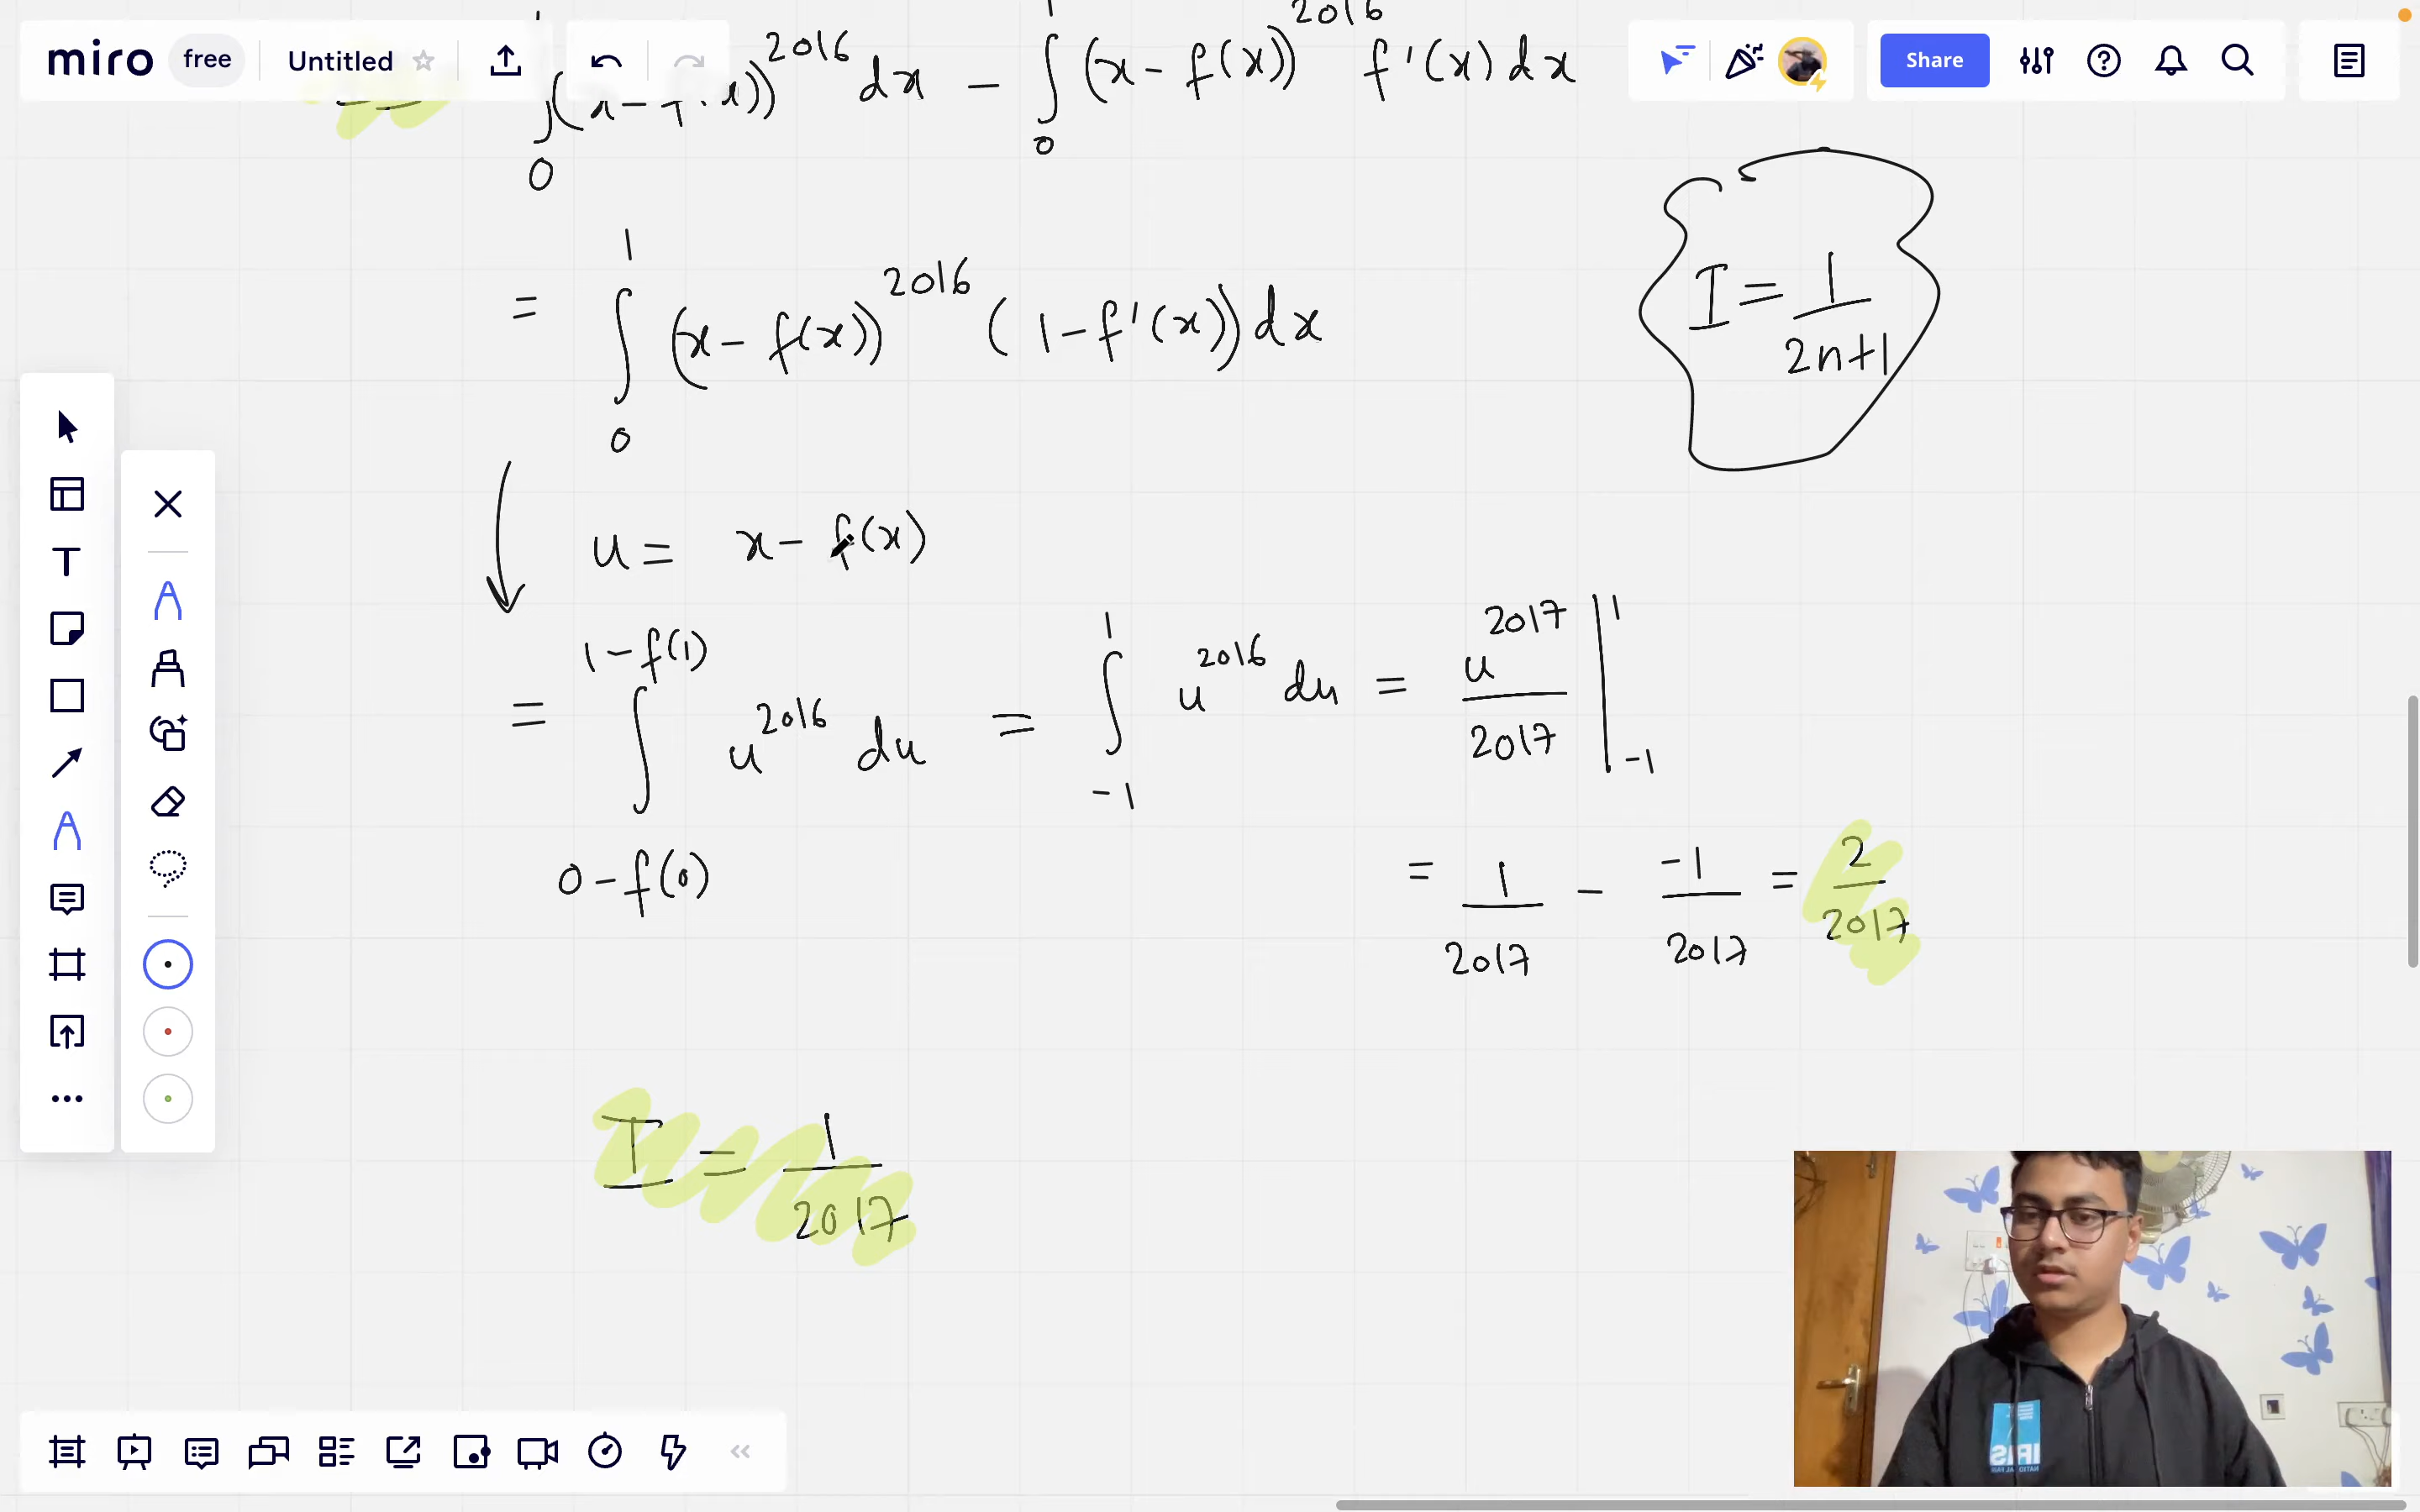 miro free Untitled Share
1 1
∫ (x - f(x))^2016 dx - ∫ (x - f(x))^2016 f'(x) dx
0 0
1
= ∫ (x - f(x))^2016 (1 - f'(x)) dx
0
I = 1/(2n+1)
u = x - f(x)
1 - f(1) 1
= ∫ u^2016 du = ∫ u^2016 du = u^2017/2017 |^1_-1
0 - f(0) -1
= 1/2017 - -1/2017 = 2/2017
I = 1/2017
T